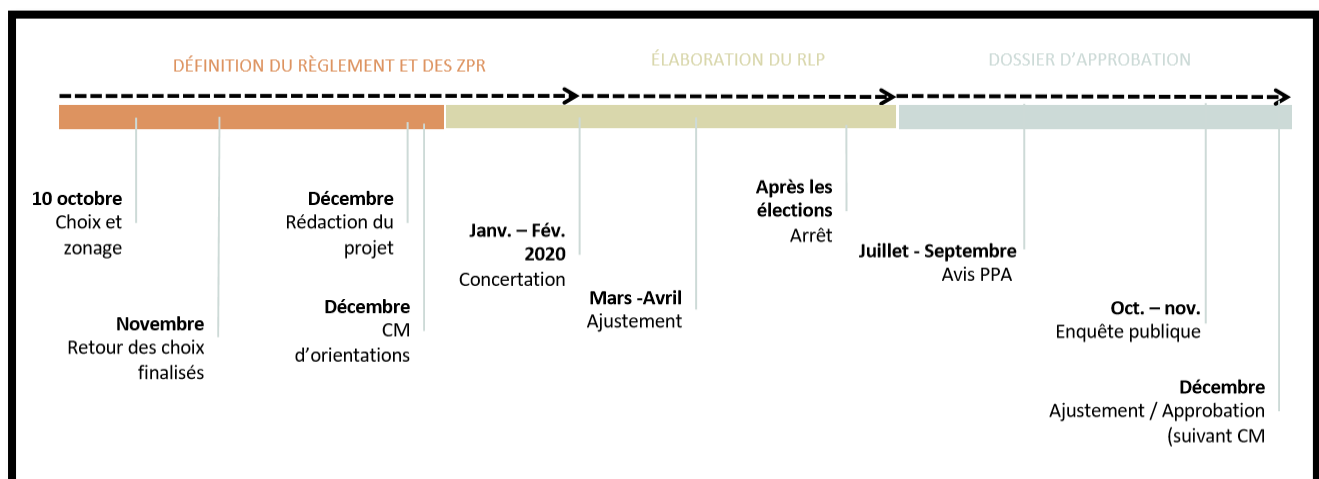 DÉFINITION DU RÈGLEMENT ET DES ZPR
ÉLABORATION DU RLP
DOSSIER D'APPROBATION
10 octobre
Choix et
zonage
Novembre
Retour des choix
finalisés
Décembre
Rédaction du
projet
Décembre
CM
d'orientations
Janv. – Fév.
2020
Concertation
Mars -Avril
Ajustement
Après les
élections
Arrêt
Juillet - Septembre
Avis PPA
Oct. – nov.
Enquête publique
Décembre
Ajustement / Approbation
(suivant CM